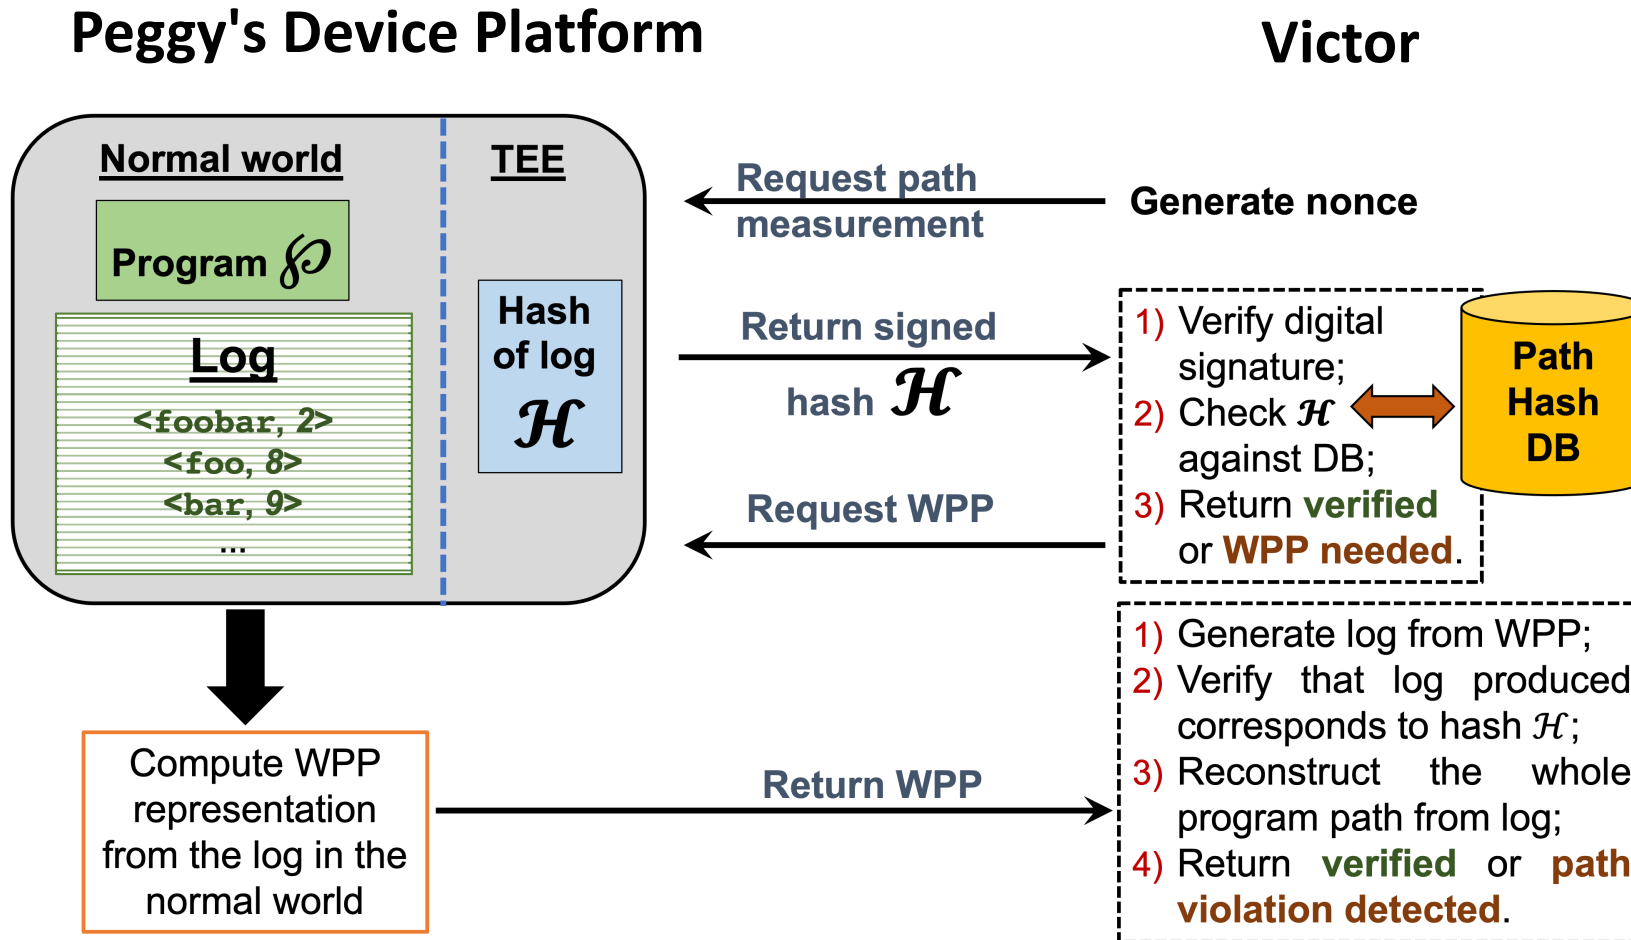 Peggy's Device Platform
Victor
Normal world
TEE
Program ℘
Log
<foobar, 2>
<foo, 8>
<bar, 9>
...
Hash
of log
ℋ
Request path
measurement
Generate nonce
Return signed
hash ℋ
1) Verify digital
signature;
2) Check ℋ
against DB;
3) Return verified
or WPP needed.
Path
Hash
DB
Request WPP
Compute WPP
representation
from the log in the
normal world
Return WPP
1) Generate log from WPP;
2) Verify that log produced
corresponds to hash ℋ;
3) Reconstruct the whole
program path from log;
4) Return verified or path
violation detected.